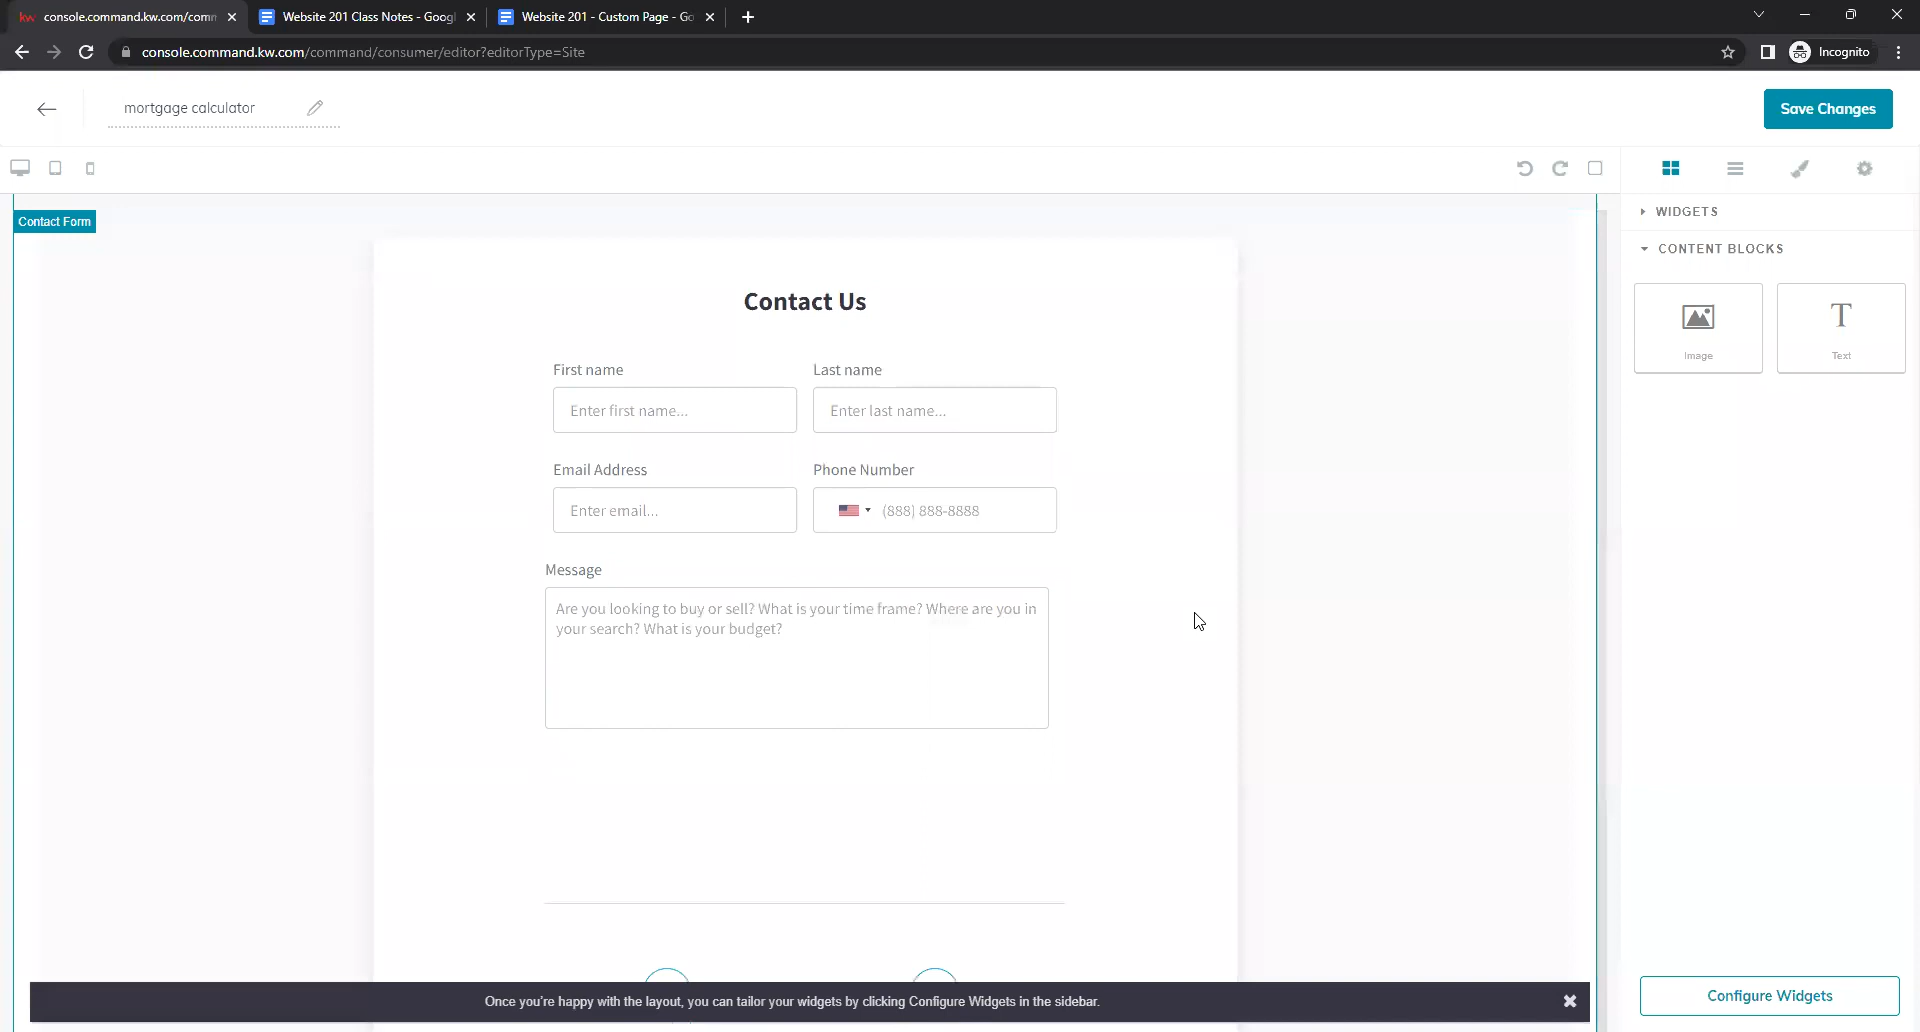 kw console.command.kw.com/comm
Website 201 Class Notes - Googl
Website 201 - Custom Page - Go
console.command.kw.com/command/consumer/editor?editorType=Site
Incognito
mortgage calculator
Save Changes
WIDGETS
Contact Form
CONTENT BLOCKS
Contact Us
T
Image
Text
First name
Last name
Enter first name...
Enter last name...
Email Address
Phone Number
Enter email...
(888) 888-8888
Message
Are you looking to buy or sell? What is your time frame? Where are you in
your search? What is your budget?
Once you're happy with the layout, you can tailor your widgets by clicking Configure Widgets in the sidebar.
Configure Widgets